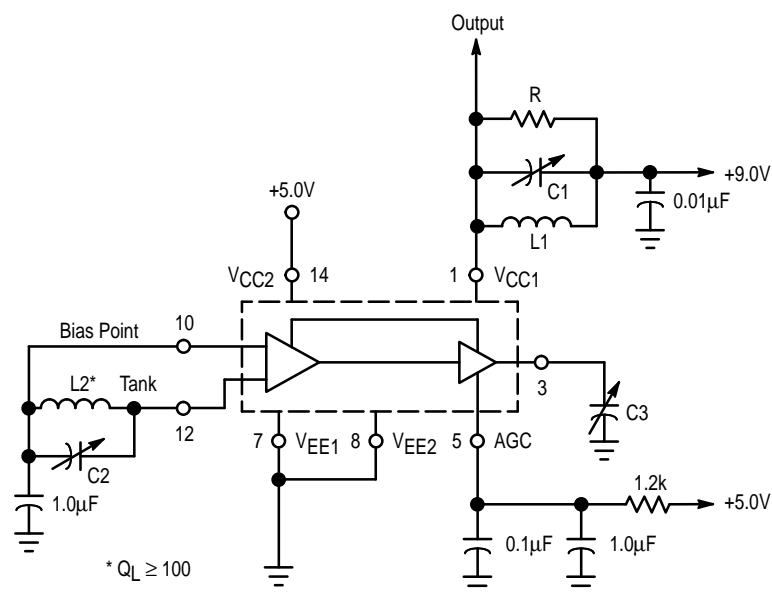 Output
R
C1
+9.0V
0.01μF
L1
+5.0V
VCC2 14
1 VCC1
Bias Point 10
L2* Tank
12
C2
1.0μF
3
C3
7 VEE1 8 VEE2 5 AGC
1.2k
+5.0V
0.1μF 1.0μF
* QL ≥ 100